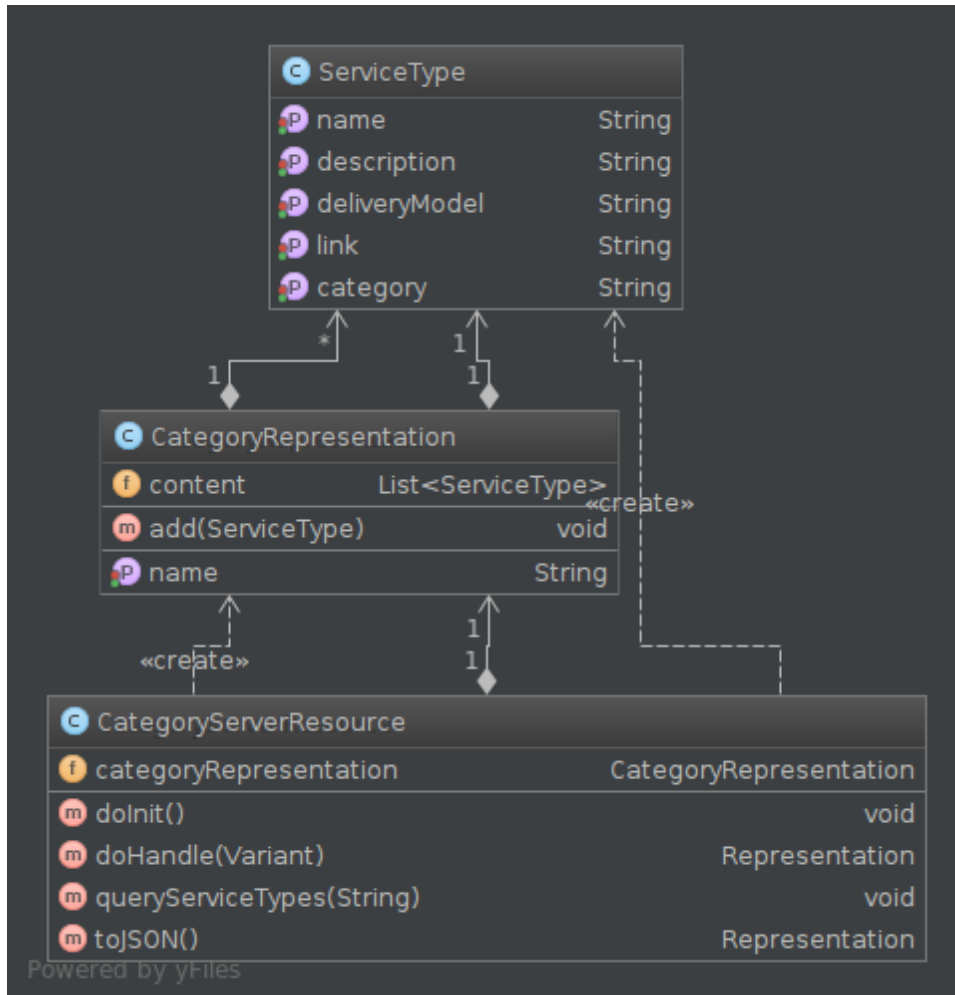 C ServiceType
P name String
P description String
P deliveryModel String
P link String
P category String
* 1
1 1
C CategoryRepresentation
f content List<ServiceType>
«create»
m add(ServiceType) void
P name String
1
«create» 1
C CategoryServerResource
f categoryRepresentation CategoryRepresentation
m doInit() void
m doHandle(Variant) Representation
m queryServiceTypes(String) void
m toJSON() Representation
Powered by yFiles